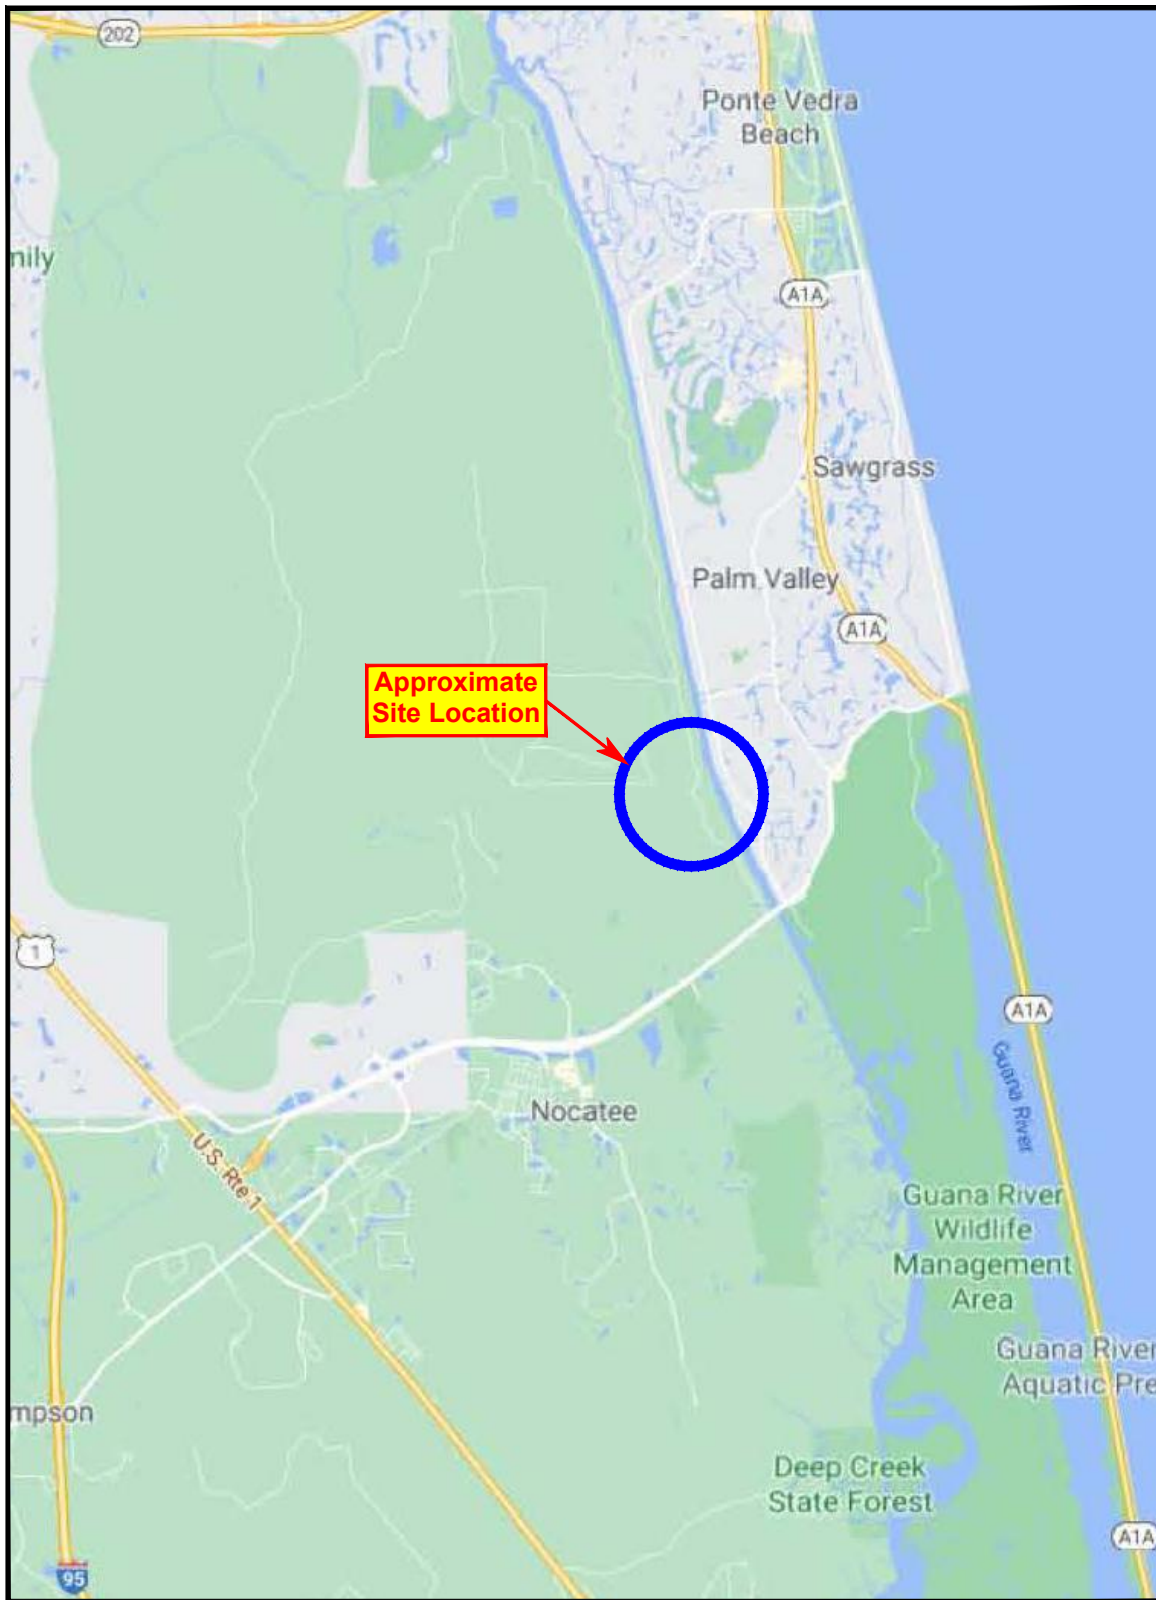 202
Ponte Vedra
Beach
nily
A1A
Sawgrass
Palm Valley
A1A
Approximate
Site Location
1
A1A
Guana River
Nocatee
U.S. Rte 1
Guana River
Wildlife
Management
Area
Guana River
Aquatic Pre
mpson
Deep Creek
State Forest
A1A
95